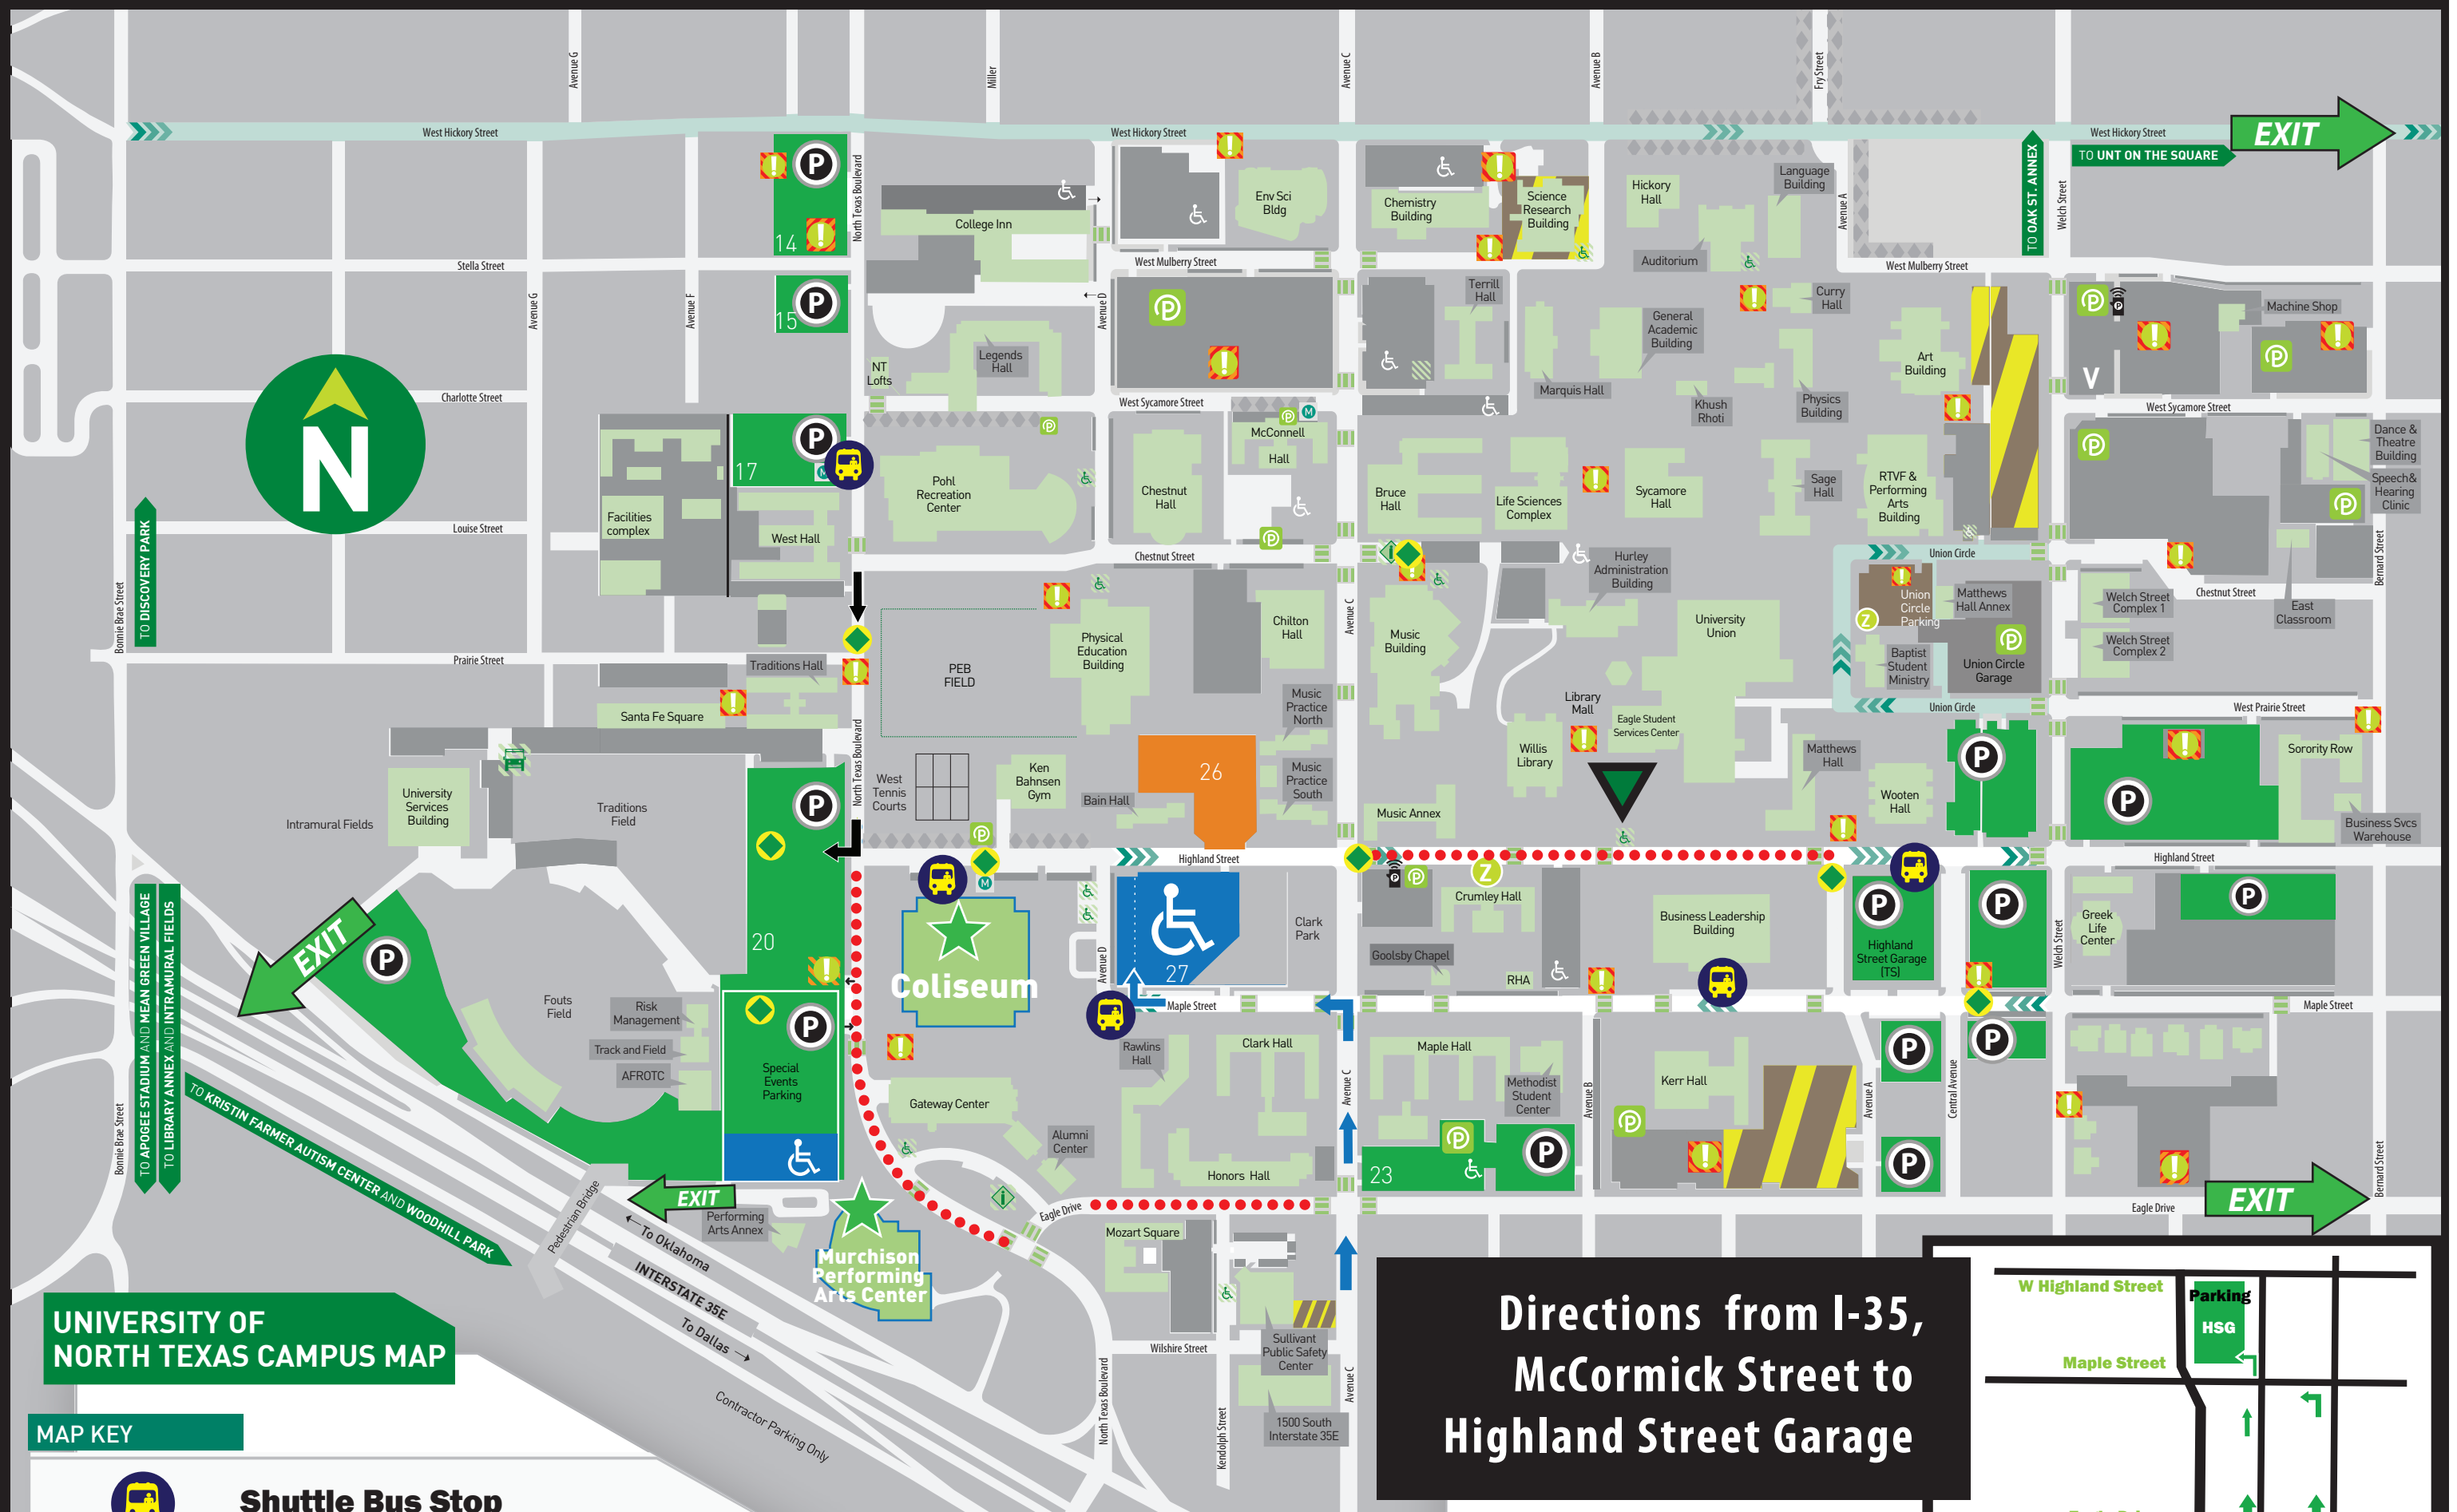 Avenue G
Miller
Avenue C
Avenue B
Fry Street
West Hickory Street
West Hickory Street
West Hickory Street
EXIT
TO UNT ON THE SQUARE
TO OAK ST. ANNEX
Welch Street
Avenue A
P
14
North Texas Boulevard
College Inn
Env Sci
Bldg
Chemistry
Building
Science
Research
Building
Hickory
Hall
Language
Building
Auditorium
Stella Street
West Mulberry Street
West Mulberry Street
Avenue G
Avenue F
P
15
Avenue D
P
Terrill
Hall
Curry
Hall
General
Academic
Building
Machine Shop
P
P
P
V
NT
Lofts
Legends
Hall
Marquis Hall
Khush
Rhoti
Physics
Building
Art
Building
Charlotte Street
West Sycamore Street
West Sycamore Street
N
P
17
M
P
P
M
McConnell
Hall
Pohl
Recreation
Center
Chestnut
Hall
Bruce
Hall
Life Sciences
Complex
Sycamore
Hall
Sage
Hall
RTVF &
Performing
Arts
Building
P
Dance &
Theatre
Building
Speech&
Hearing
Clinic
P
Facilities
complex
West Hall
Louise Street
P
Chestnut Street
Union Circle
Bernard Street
TO DISCOVERY PARK
Bonnie Brae Street
Avenue C
i
Hurley
Administration
Building
Union
Circle
Parking
Z
Matthews
Hall Annex
P
Welch Street
Complex 1
Chestnut Street
East
Classroom
Physical
Education
Building
Chilton
Hall
Music
Building
University
Union
Baptist
Student
Ministry
Union Circle
Garage
Welch Street
Complex 2
Prairie Street
Traditions Hall
PEB
FIELD
Santa Fe Square
Music
Practice
North
Library
Mall
Eagle Student
Services Center
Union Circle
West Prairie Street
North Texas Boulevard
P
26
Willis
Library
Matthews
Hall
P
Sorority Row
University
Services
Building
Intramural Fields
Traditions
Field
West
Tennis
Courts
Ken
Bahnsen
Gym
Bain Hall
Music
Practice
South
Music Annex
Wooten
Hall
P
Business Svcs
Warehouse
P
Highland Street
Highland Street
M
P
P
Z
Crumley Hall
P
P
P
20
Coliseum
27
Avenue D
Clark
Park
Goolsby Chapel
RHA
Business Leadership
Building
Highland
Street Garage
(TS)
Welch Street
Greek
Life
Center
EXIT
P
TO APOGEE STADIUM AND MEAN GREEN VILLAGE
TO LIBRARY ANNEX AND INTRAMURAL FIELDS
Bonnie Brae Street
TO KRISTIN FARMER AUTISM CENTER AND WOODHILL PARK
Fouts
Field
Risk
Management
Track and Field
AFROTC
P
Special
Events
Parking
Maple Street
Maple Street
Rawlins
Hall
Clark Hall
Maple Hall
Methodist
Student
Center
Kerr Hall
P
P
Avenue C
Avenue B
Avenue A
Central Avenue
Gateway Center
Alumni
Center
Honors Hall
23
P
P
P
P
Bernard Street
EXIT
i
Eagle Drive
Eagle Drive
EXIT
Pedestrian Bridge
Performing
Arts Annex
Murchison
Performing
Arts Center
Mozart Square
To Oklahoma
INTERSTATE 35E
To Dallas
Contractor Parking Only
Wilshire Street
North Texas Boulevard
Kendolph Street
Avenue C
Sullivant
Public Safety
Center
1500 South
Interstate 35E
UNIVERSITY OF
NORTH TEXAS CAMPUS MAP
MAP KEY
Shuttle Bus Stop
Directions from I-35,
McCormick Street to
Highland Street Garage
W Highland Street
Parking
HSG
Maple Street